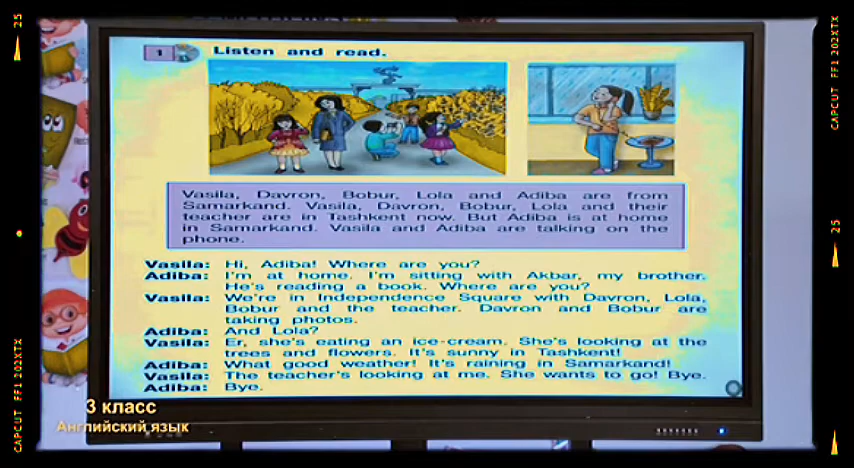 25
CAPCUT FF1 202XTX
1
Listen and read.
Vasila, Davron, Bobur, Lola and Adiba are from
Samarkand. Vasila, Davron, Bobur, Lola and their
teacher are in Tashkent now. But Adiba is at home
in Samarkand. Vasila and Adiba are talking on the
phone.
Vasila: Hi, Adiba! Where are you?
Adiba: I'm at home. I'm sitting with Akbar, my brother.
He's reading a book. Where are you?
Vasila: We're in Independence Square with Davron, Lola,
Bobur and the teacher. Davron and Bobur are
taking photos.
Adiba: And Lola?
Vasila: Er, she's eating an ice-cream. She's looking at the
trees and flowers. It's sunny in Tashkent!
Adiba: What good weather! It's raining in Samarkand!
Vasila: The teacher's looking at me. She wants to go! Bye.
Adiba: Bye.
3 класс
Английский язык
CAPCUT FF1 202XTX
25